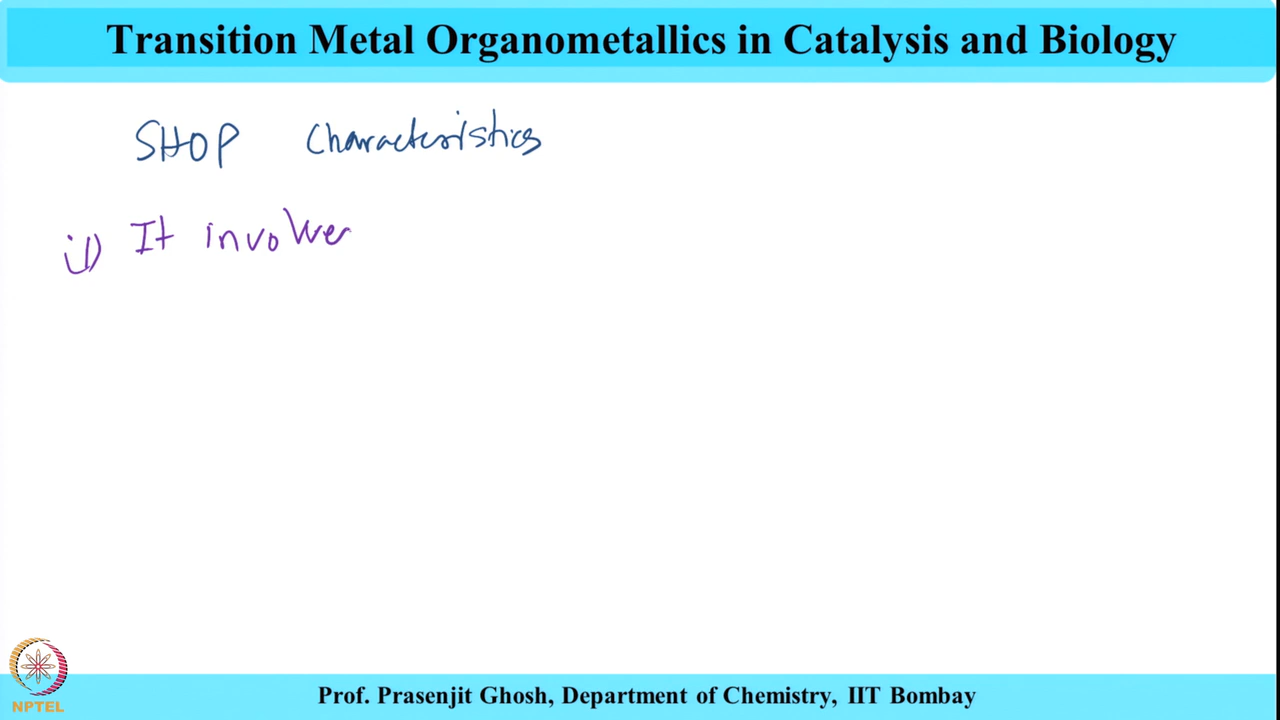 Transition Metal Organometallics in Catalysis and Biology
SHOP Characteristics
i) It involve
Prof. Prasenjit Ghosh, Department of Chemistry, IIT Bombay
NPTEL